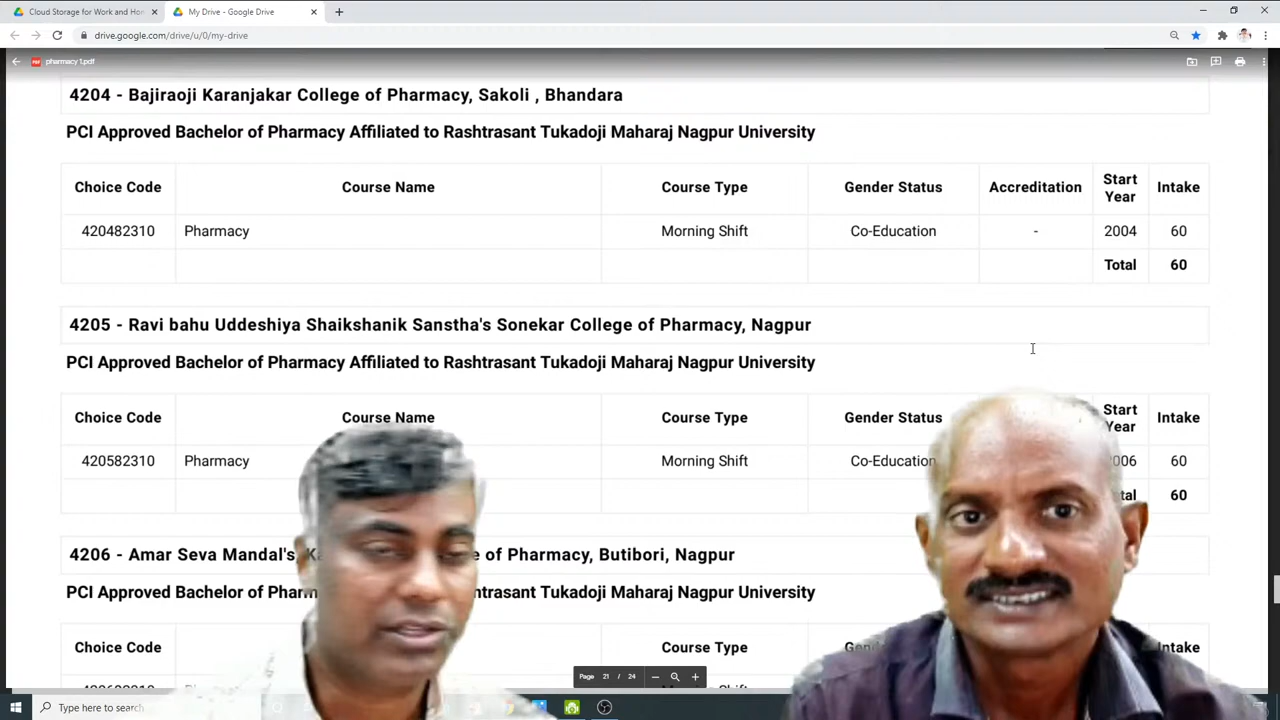 Cloud Storage for Work and Hom
My Drive - Google Drive
drive.google.com/drive/u/0/my-drive
pharmacy 1.pdf
4204 - Bajiraoji Karanjakar College of Pharmacy, Sakoli , Bhandara
PCI Approved Bachelor of Pharmacy Affiliated to Rashtrasant Tukadoji Maharaj Nagpur University
Choice Code Course Name Course Type Gender Status Accreditation Start Year Intake
420482310 Pharmacy Morning Shift Co-Education - 2004 60
Total 60
4205 - Ravi bahu Uddeshiya Shaikshanik Sanstha's Sonekar College of Pharmacy, Nagpur
PCI Approved Bachelor of Pharmacy Affiliated to Rashtrasant Tukadoji Maharaj Nagpur University
Choice Code Course Name Course Type Gender Status Start Year Intake
420582310 Pharmacy Morning Shift Co-Education 60
60
4206 - Amar Seva Mandal's, of Pharmacy, Butibori, Nagpur
PCI Approved Bachelor of Affiliated to Rashtrasant Tukadoji Maharaj Nagpur University
Choice Code Course Type Intake
Page 21 / 24
Type here to search